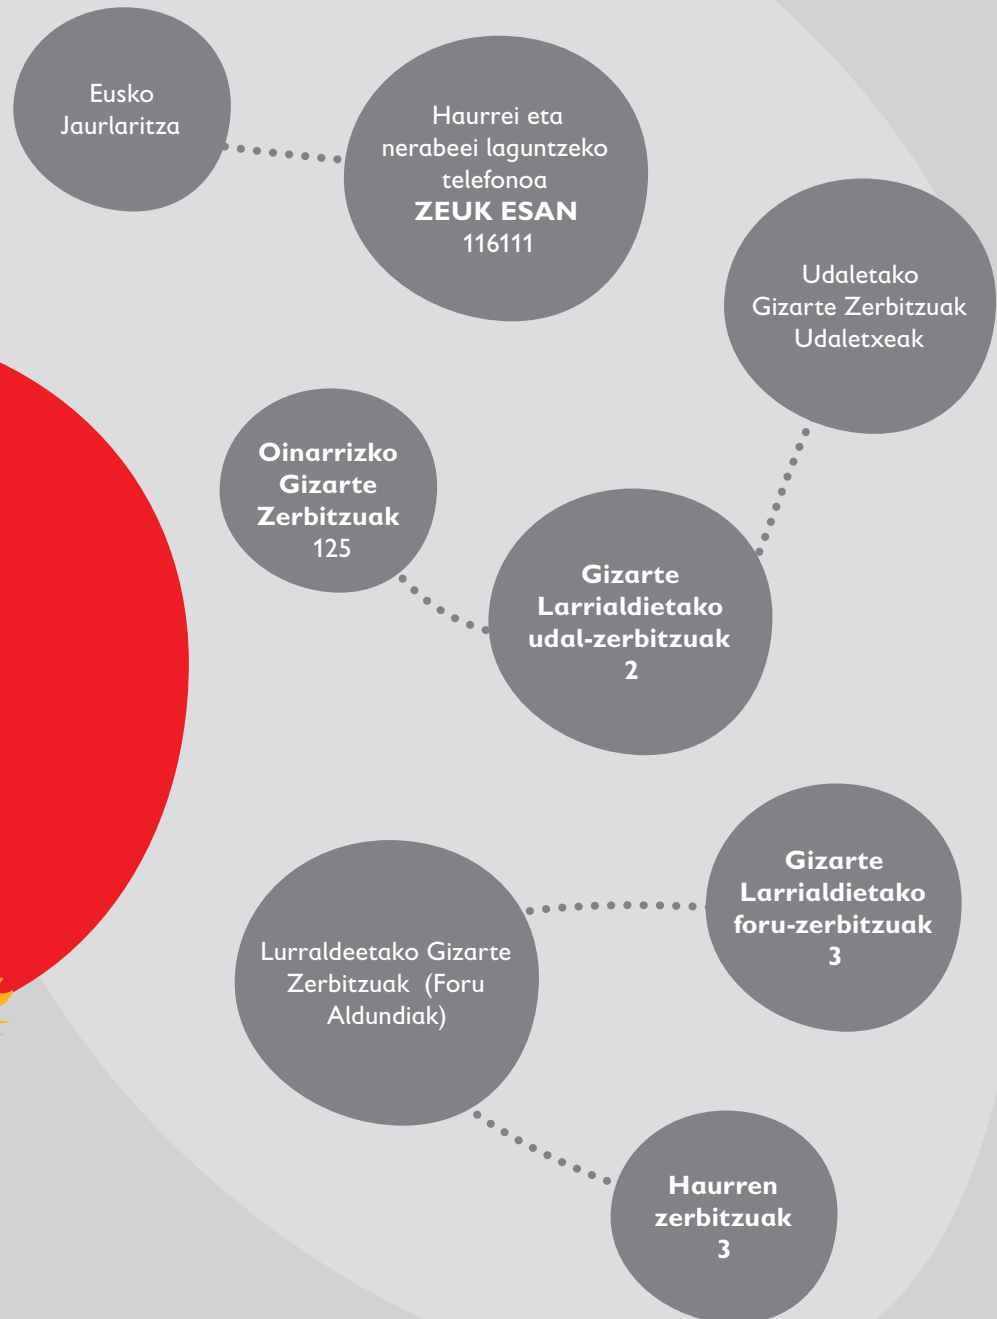 Eusko
Jaurlaritza
Haurrei eta
nerabeei laguntzeko
telefonoa
ZEUK ESAN
116111
Udaletako
Gizarte Zerbitzuak
Udaletxeak
Oinarrizko
Gizarte
Zerbitzuak
125
Gizarte
Larrialdietako
udal-zerbitzuak
2
Gizarte
Larrialdietako
foru-zerbitzuak
3
Lurraldeetako Gizarte
Zerbitzuak (Foru
Aldundiak)
Haurren
zerbitzuak
3